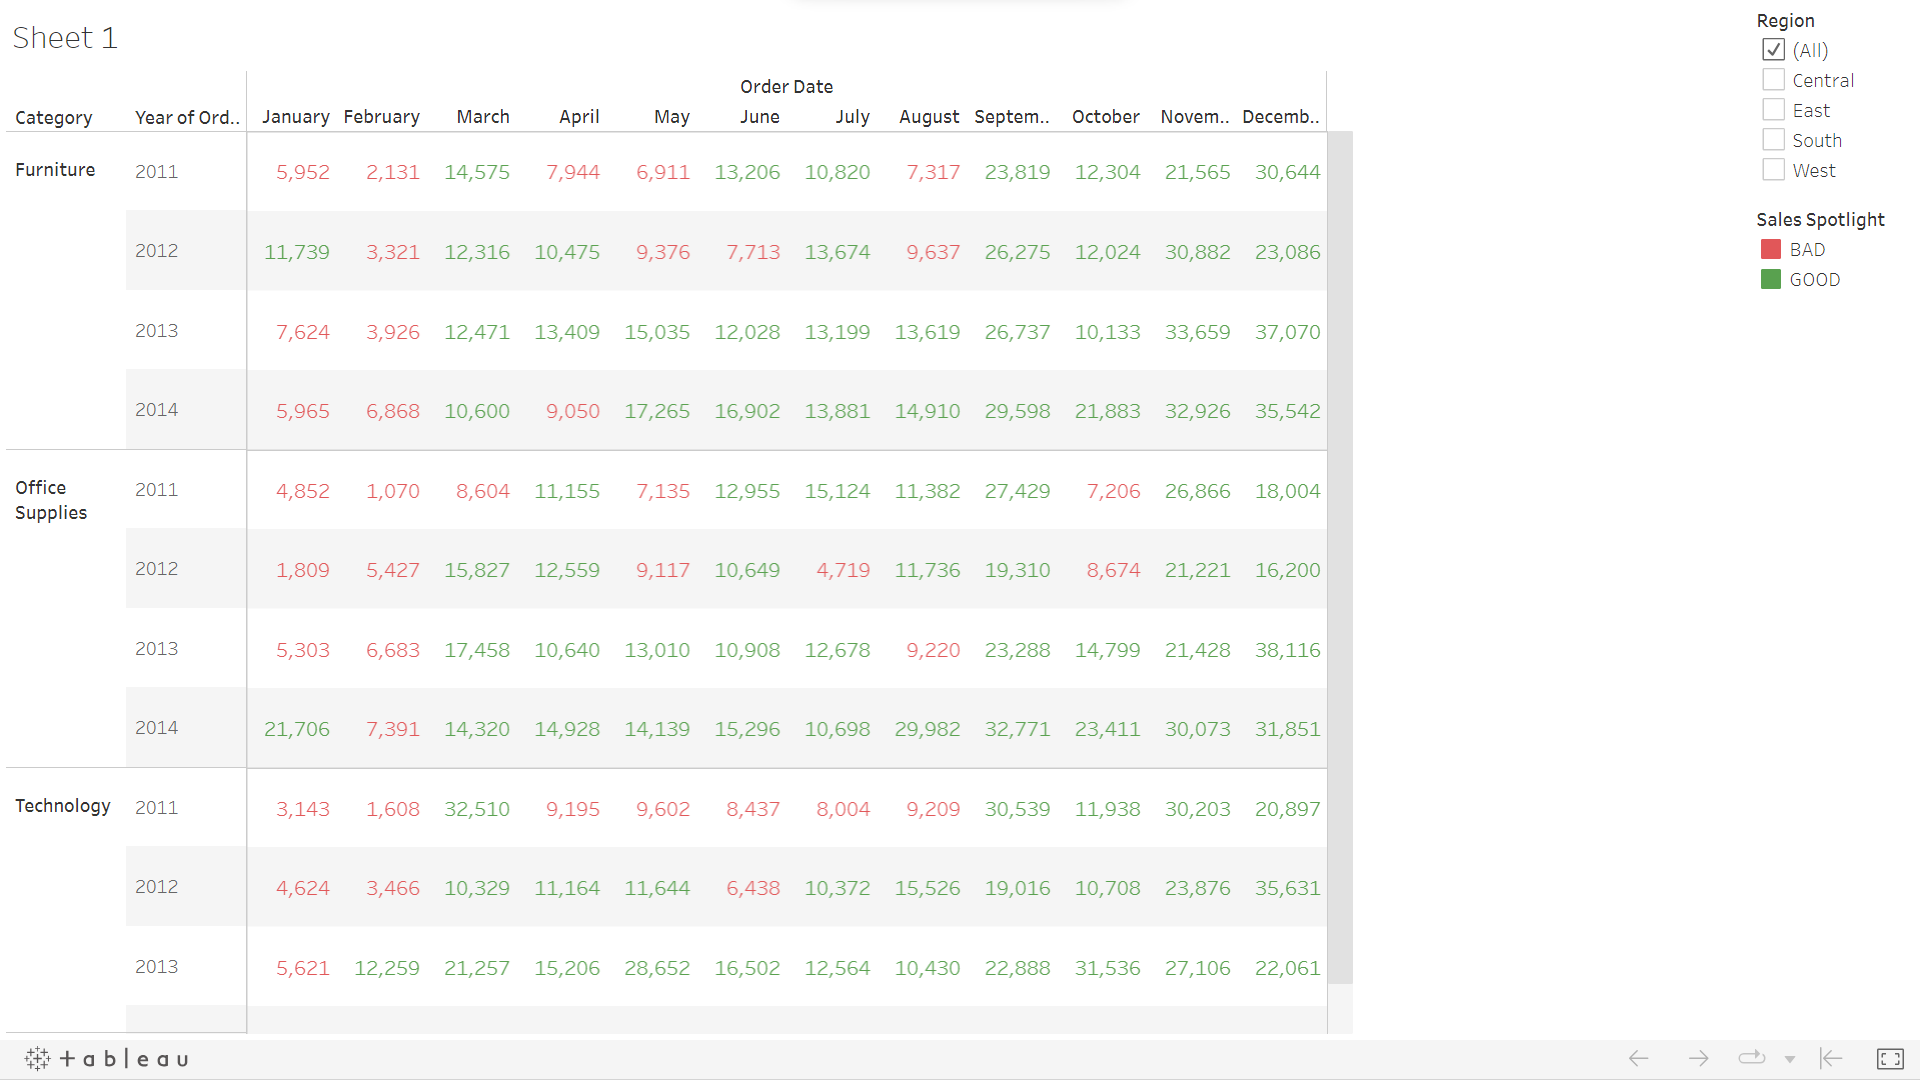 Sheet 1
Order Date
Category Year of Ord.. January February March April May June July August Septem.. October Novem.. Decemb..
Furniture 2011 5,952 2,131 14,575 7,944 6,911 13,206 10,820 7,317 23,819 12,304 21,565 30,644
2012 11,739 3,321 12,316 10,475 9,376 7,713 13,674 9,637 26,275 12,024 30,882 23,086
2013 7,624 3,926 12,471 13,409 15,035 12,028 13,199 13,619 26,737 10,133 33,659 37,070
2014 5,965 6,868 10,600 9,050 17,265 16,902 13,881 14,910 29,598 21,883 32,926 35,542
Office Supplies 2011 4,852 1,070 8,604 11,155 7,135 12,955 15,124 11,382 27,429 7,206 26,866 18,004
2012 1,809 5,427 15,827 12,559 9,117 10,649 4,719 11,736 19,310 8,674 21,221 16,200
2013 5,303 6,683 17,458 10,640 13,010 10,908 12,678 9,220 23,288 14,799 21,428 38,116
2014 21,706 7,391 14,320 14,928 14,139 15,296 10,698 29,982 32,771 23,411 30,073 31,851
Technology 2011 3,143 1,608 32,510 9,195 9,602 8,437 8,004 9,209 30,539 11,938 30,203 20,897
2012 4,624 3,466 10,329 11,164 11,644 6,438 10,372 15,526 19,016 10,708 23,876 35,631
2013 5,621 12,259 21,257 15,206 28,652 16,502 12,564 10,430 22,888 31,536 27,106 22,061
Region
(All)
Central
East
South
West
Sales Spotlight
BAD
GOOD
+ a b | e a u